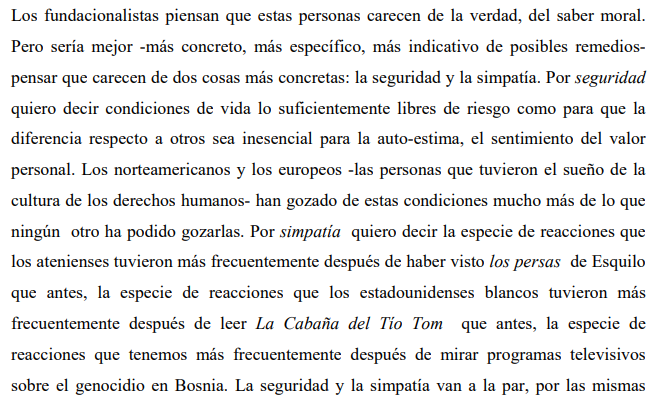 Los fundacionalistas piensan que estas personas carecen de la verdad, del saber moral.
Pero sería mejor -más concreto, más específico, más indicativo de posibles remedios-
pensar que carecen de dos cosas más concretas: la seguridad y la simpatía. Por seguridad
quiero decir condiciones de vida lo suficientemente libres de riesgo como para que la
diferencia respecto a otros sea inesencial para la auto-estima, el sentimiento del valor
personal. Los norteamericanos y los europeos -las personas que tuvieron el sueño de la
cultura de los derechos humanos- han gozado de estas condiciones mucho más de lo que
ningún otro ha podido gozarlas. Por simpatía quiero decir la especie de reacciones que
los atenienses tuvieron más frecuentemente después de haber visto los persas de Esquilo
que antes, la especie de reacciones que los estadounidenses blancos tuvieron más
frecuentemente después de leer La Cabaña del Tío Tom que antes, la especie de
reacciones que tenemos más frecuentemente después de mirar programas televisivos
sobre el genocidio en Bosnia. La seguridad y la simpatía van a la par, por las mismas